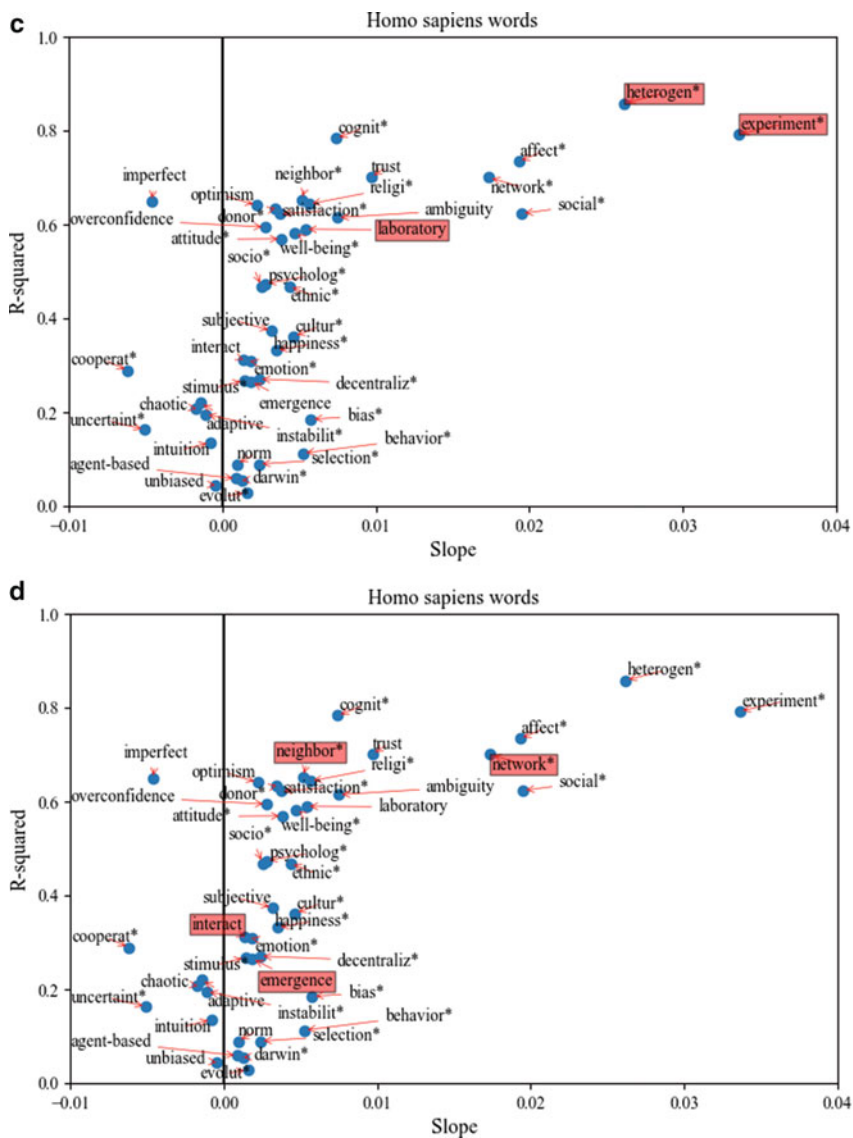 c
Homo sapiens words
1.0
heterogen*
experiment*
cognit*
0.8
affect*
trust
neighbor*
imperfect
religi*
network*
optimism
satisfaction*
ambiguity
social*
donor*
overconfidence
laboratory
0.6
attitude*
well-being*
socio*
psycholog*
ethnic*
R-squared
0.4
subjective
cultur*
happiness*
interact
cooperat*
emotion*
stimulus*
decentraliz*
chaotic
emergence
0.2
bias*
uncertaint*
adaptive
instabilit*
behavior*
intuition
norm
selection*
agent-based
unbiased
darwin*
evolut*
0.0
−0.01 0.00 0.01 0.02 0.03 0.04
Slope
d
Homo sapiens words
1.0
heterogen*
experiment*
cognit*
0.8
affect*
trust
neighbor*
imperfect
religi*
network*
optimism
satisfaction*
ambiguity
social*
donor*
overconfidence
laboratory
0.6
attitude*
well-being*
socio*
psycholog*
ethnic*
R-squared
0.4
subjective
cultur*
happiness*
interact
cooperat*
emotion*
stimulus*
decentraliz*
chaotic
emergence
0.2
bias*
uncertaint*
adaptive
instabilit*
behavior*
intuition
norm
selection*
agent-based
unbiased
darwin*
evolut*
0.0
−0.01 0.00 0.01 0.02 0.03 0.04
Slope